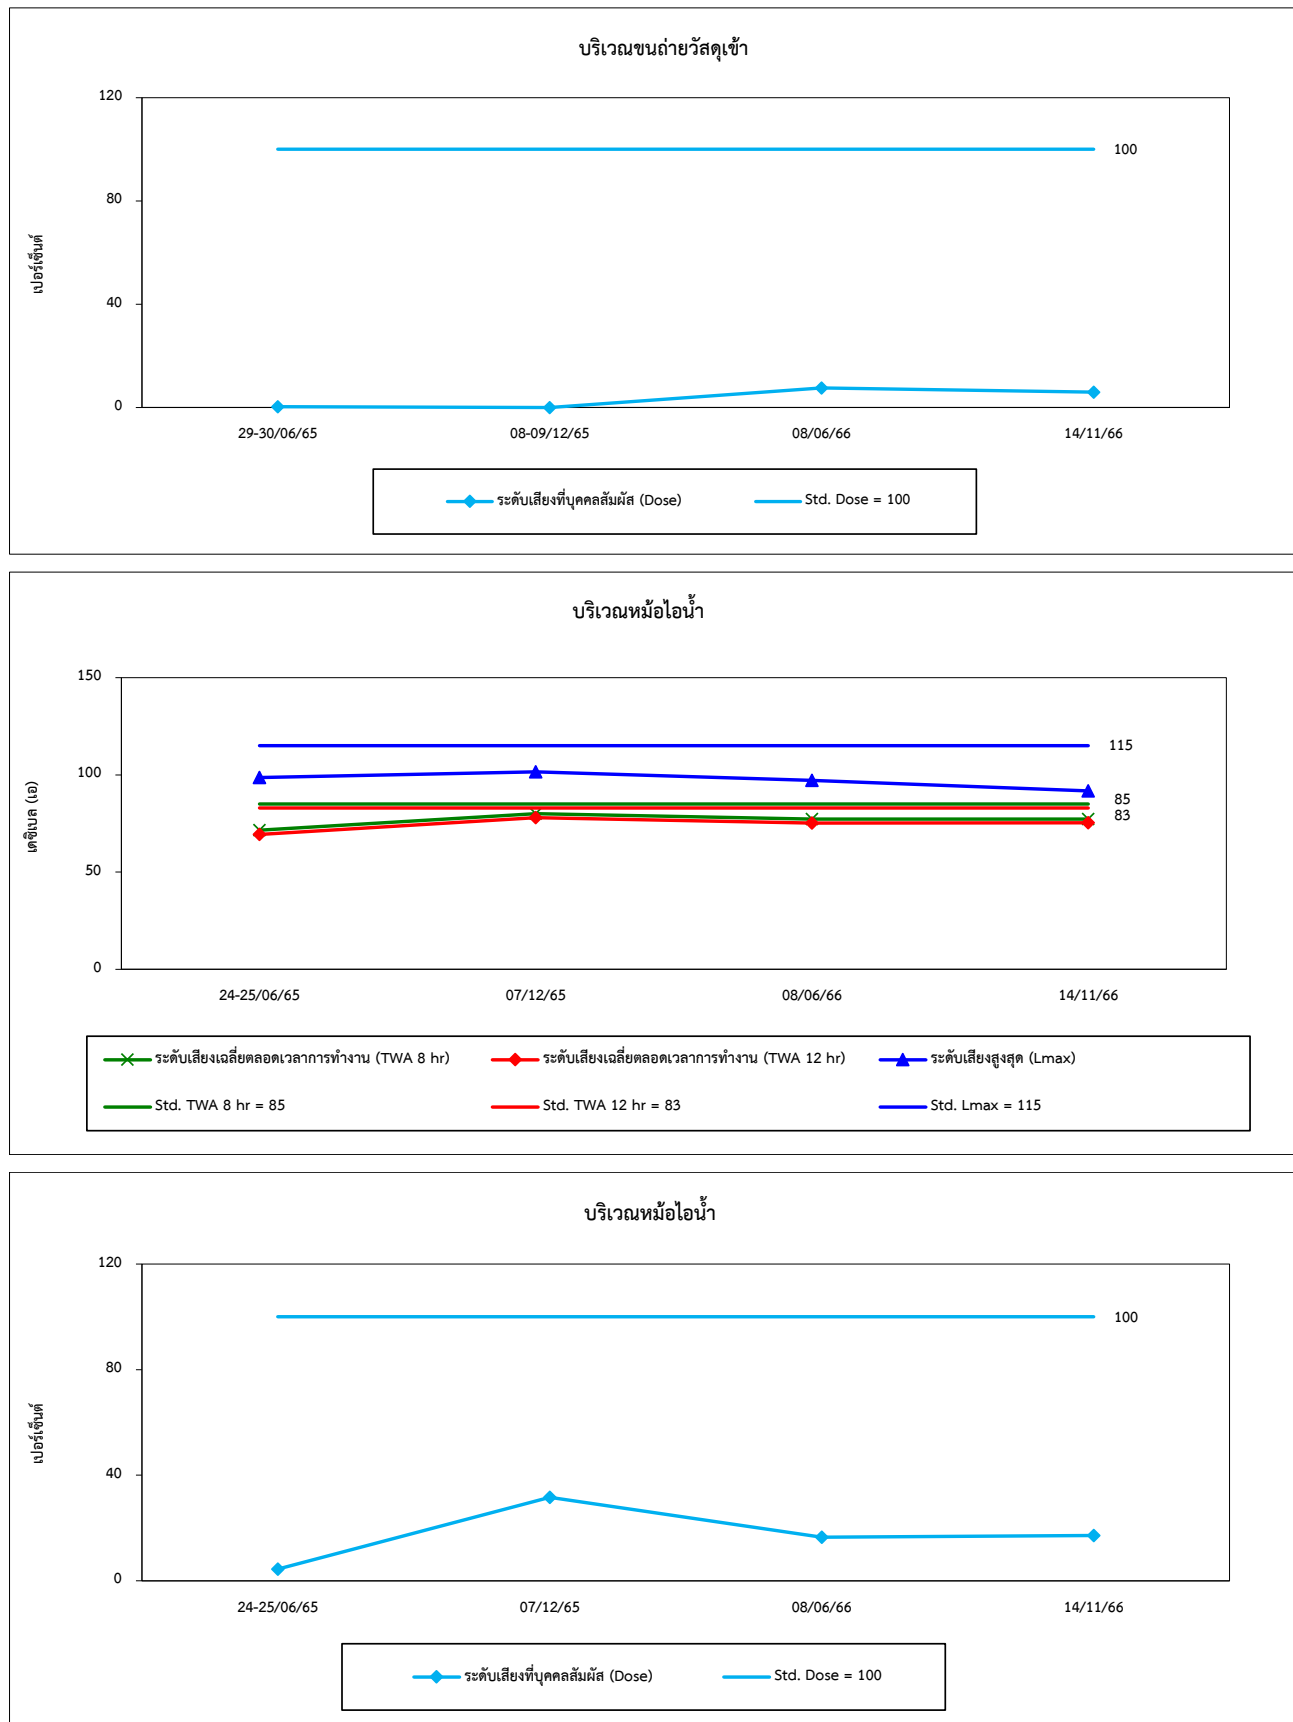 บริเวณขนถ่ายวัสดุเข้า
120
100
80
เปอร์เซ็นต์
40
0
29-30/06/65 08-09/12/65 08/06/66 14/11/66
ระดับเสียงที่บุคคลสัมผัส (Dose) Std. Dose = 100
บริเวณหม้อไอน้ำ
150
115
100
85
เดซิเบล (เอ)
83
50
0
24-25/06/65 07/12/65 08/06/66 14/11/66
ระดับเสียงเฉลี่ยตลอดเวลาการทำงาน (TWA 8 hr) ระดับเสียงเฉลี่ยตลอดเวลาการทำงาน (TWA 12 hr) ระดับเสียงสูงสุด (Lmax)
Std. TWA 8 hr = 85 Std. TWA 12 hr = 83 Std. Lmax = 115
บริเวณหม้อไอน้ำ
120
100
80
เปอร์เซ็นต์
40
0
24-25/06/65 07/12/65 08/06/66 14/11/66
ระดับเสียงที่บุคคลสัมผัส (Dose) Std. Dose = 100